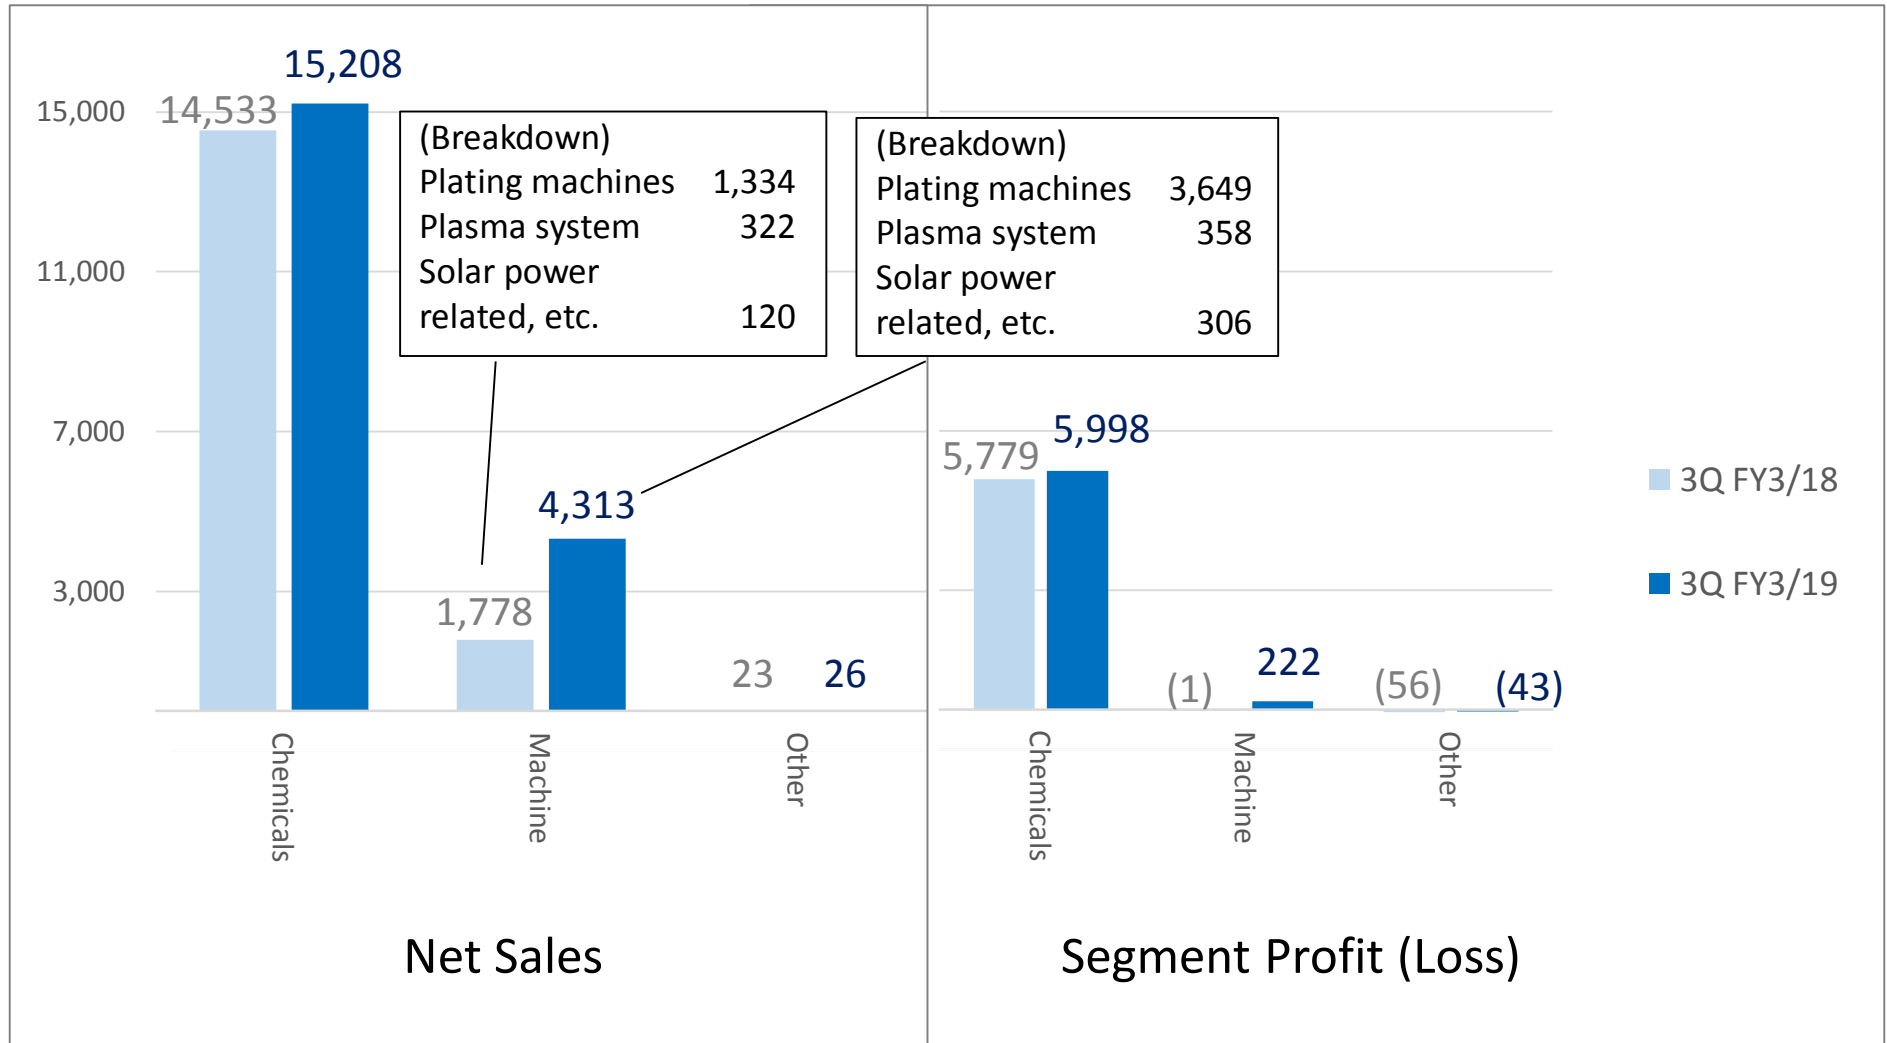 15,208
14,533
15,000
11,000
7,000
3,000
(Breakdown)
Plating machines 1,334
Plasma system 322
Solar power
related, etc. 120
(Breakdown)
Plating machines 3,649
Plasma system 358
Solar power
related, etc. 306
4,313
1,778
23 26
Chemicals
Machine
Other
Net Sales
5,779
5,998
(1)
222
(56)
(43)
Chemicals
Machine
Other
Segment Profit (Loss)
3Q FY3/18
3Q FY3/19